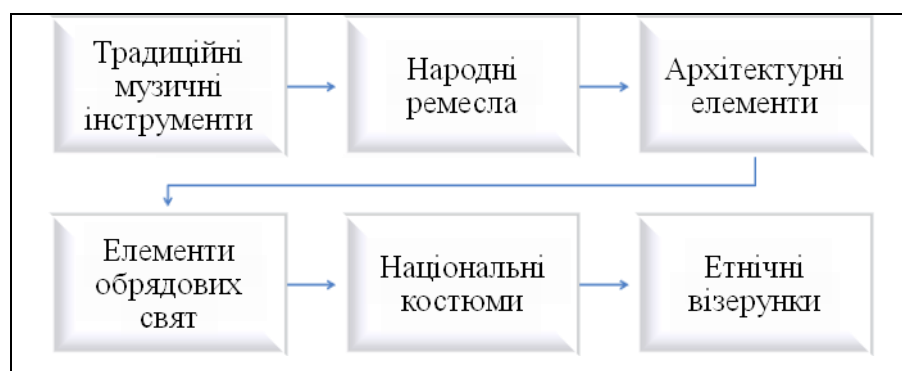 Традиційні
музичні
інструменти
Народні
ремесла
Архітектурні
елементи
Елементи
обрядових
свят
Національні
костюми
Етнічні
візерунки